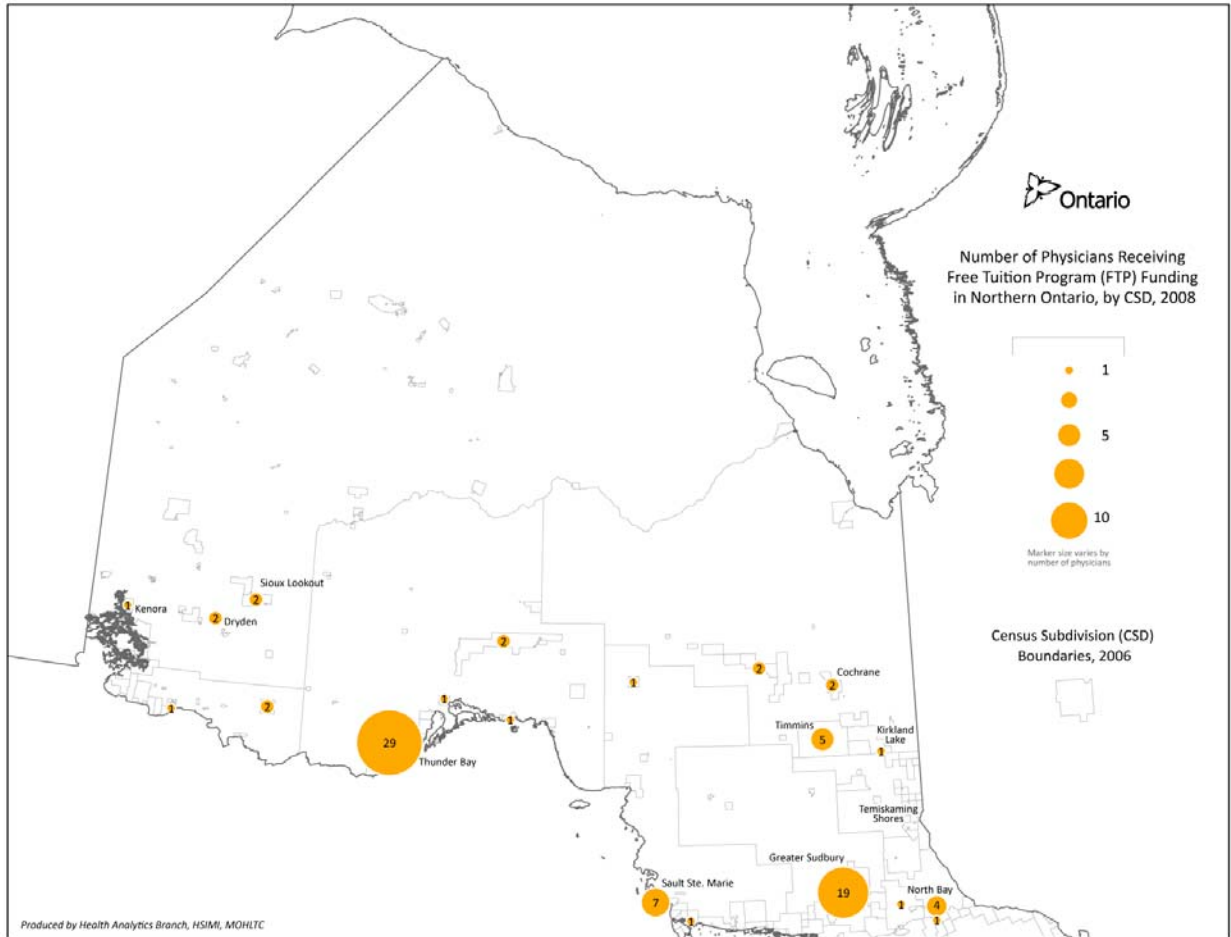 Ontario
Number of Physicians Receiving
Free Tuition Program (FTP) Funding
in Northern Ontario, by CSD, 2008
1
5
10
Marker size varies by
number of physicians
Census Subdivision (CSD)
Boundaries, 2006
Sioux Lookout
2
1
Kenora
2
Dryden
2
2
Cochrane
1
2
1
2
1
1
Timmins
5
Kirkland
Lake
1
29
Thunder Bay
Temiskaming
Shores
Greater Sudbury
19
Sault Ste. Marie
7
1
North Bay
1
4
1
Produced by Health Analytics Branch, HSIMI, MOHLTC